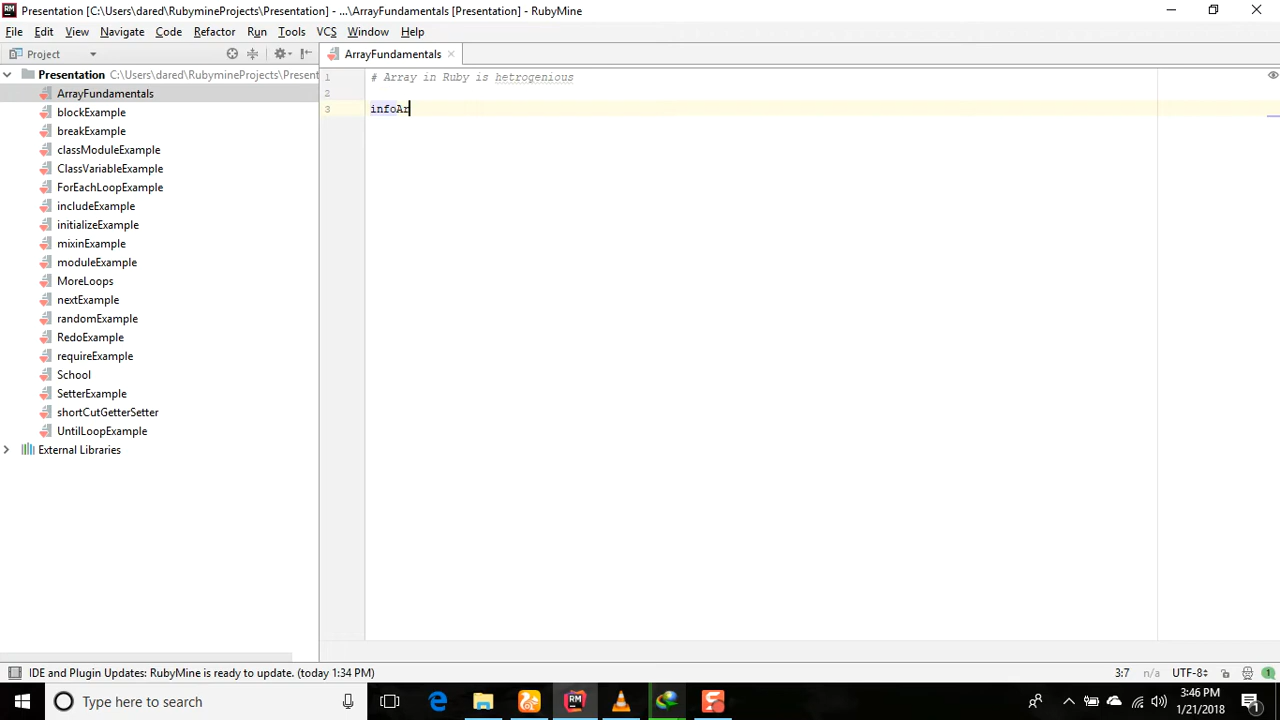 Presentation [C:\Users\dared\RubymineProjects\Presentation] - ...\ArrayFundamentals [Presentation] - RubyMine
File Edit View Navigate Code Refactor Run Tools VCS Window Help
Project
ArrayFundamentals
Presentation C:\Users\dared\RubymineProjects\Present
ArrayFundamentals
blockExample
breakExample
classModuleExample
ClassVariableExample
ForEachLoopExample
includeExample
initializeExample
mixinExample
moduleExample
MoreLoops
nextExample
randomExample
RedoExample
requireExample
School
SetterExample
shortCutGetterSetter
UntilLoopExample
External Libraries
1 # Array in Ruby is hetrogenious
2
3 infoAr
IDE and Plugin Updates: RubyMine is ready to update. (today 1:34 PM)
3:7 n/a UTF-8 1
Type here to search
3:46 PM
1/21/2018
1